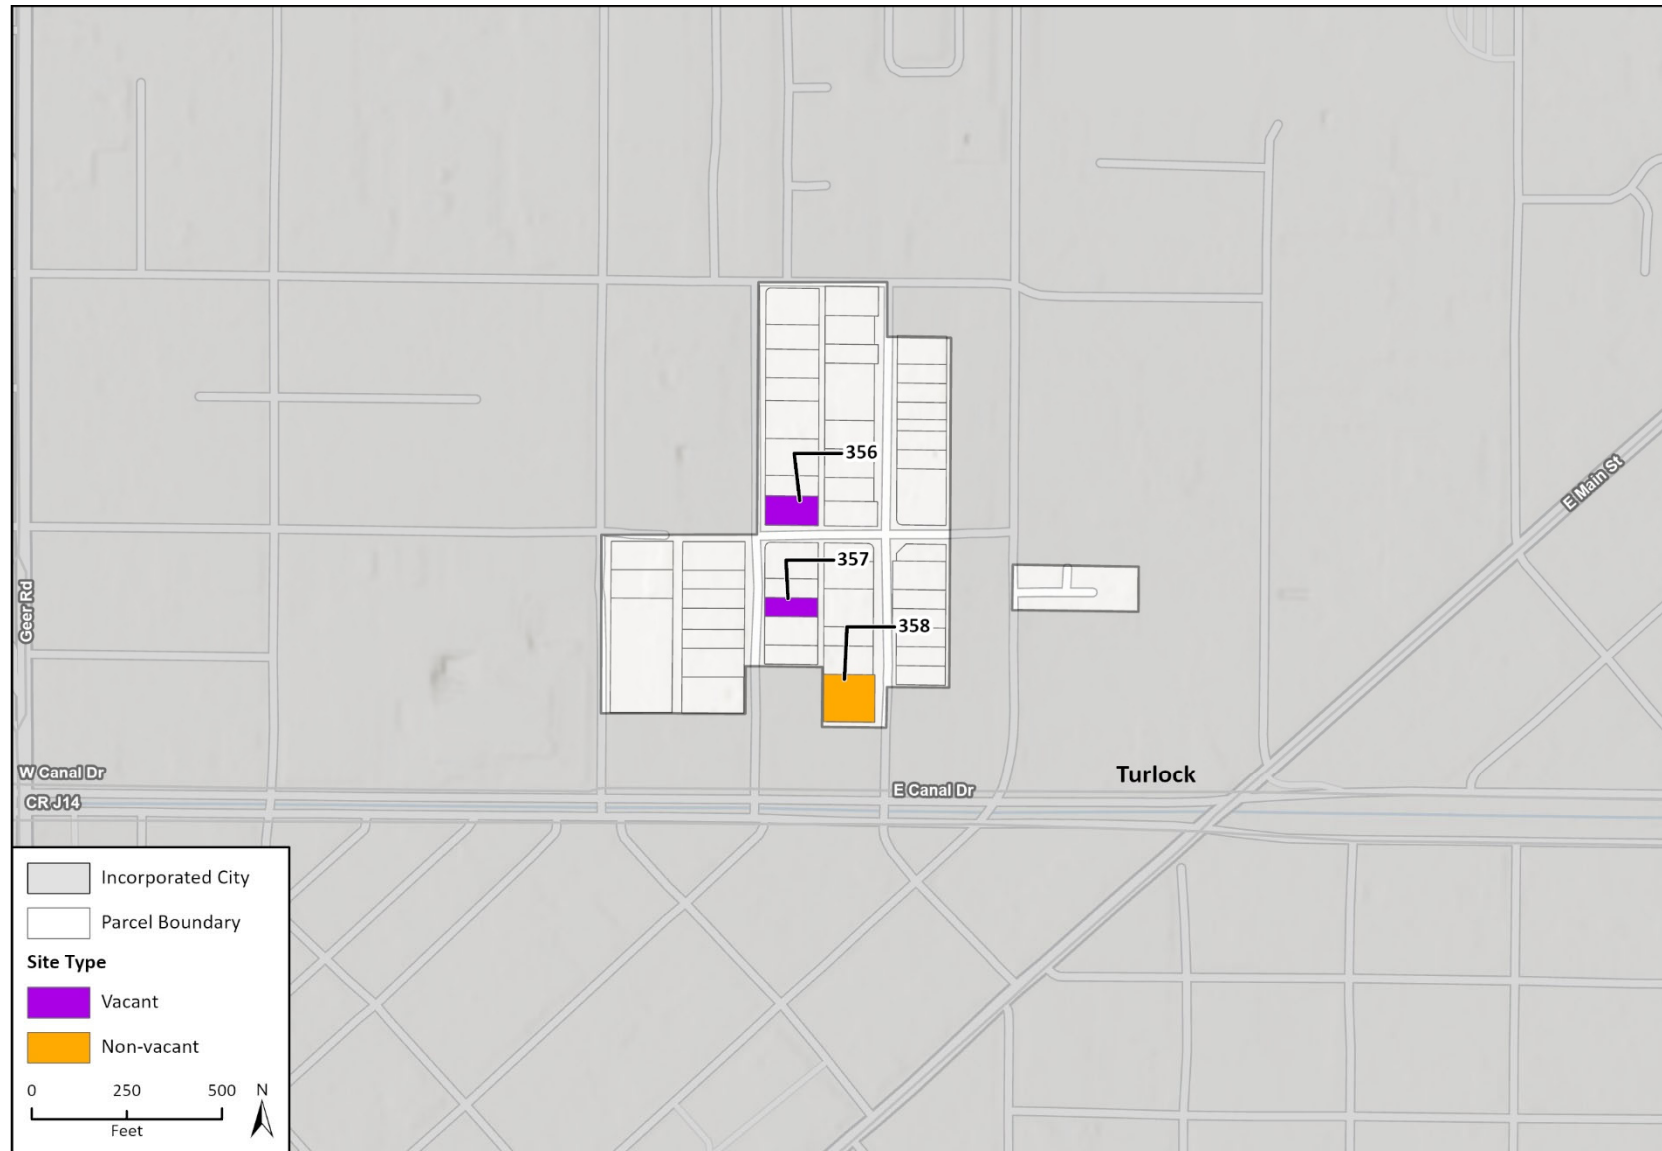 356
357
358
E Main St
Geer Rd
W Canal Dr
CR J14
E Canal Dr
Turlock
Incorporated City
Parcel Boundary
Site Type
Vacant
Non-vacant
0 250 500 N
Feet